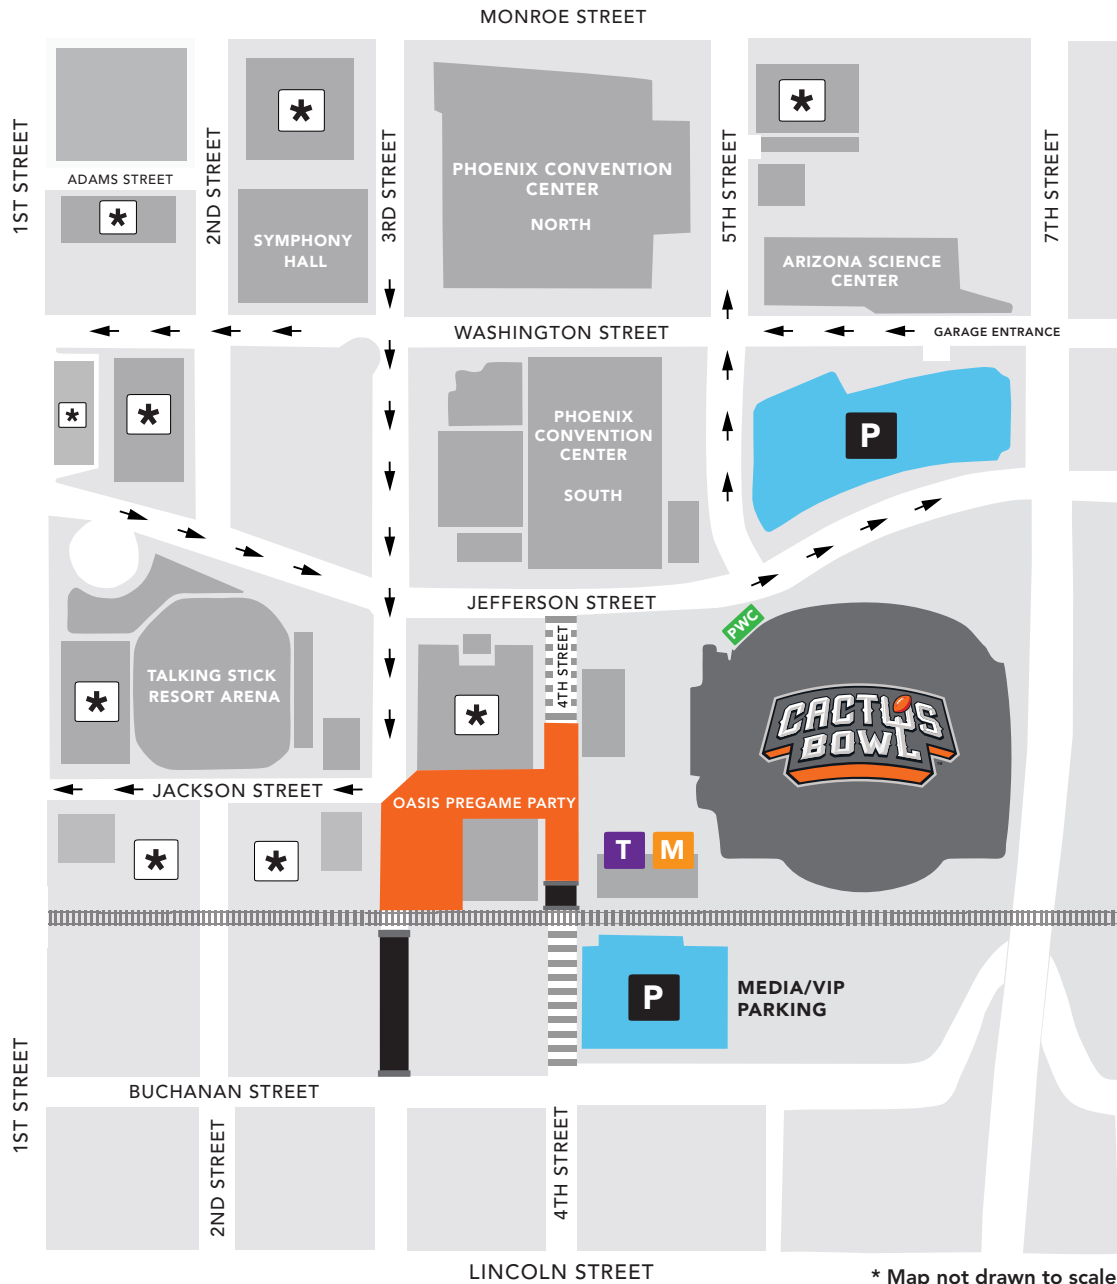 MONROE STREET
1ST STREET
2ND STREET
3RD STREET
5TH STREET
7TH STREET
*
*
PHOENIX CONVENTION
CENTER
NORTH
ADAMS STREET
*
SYMPHONY
HALL
ARIZONA SCIENCE
CENTER
WASHINGTON STREET
GARAGE ENTRANCE
*
*
PHOENIX
CONVENTION
CENTER
SOUTH
P
JEFFERSON STREET
PWC
4TH STREET
TALKING STICK
RESORT ARENA
*
*
CACTUS
BOWL
TM
JACKSON STREET
OASIS PREGAME PARTY
*
*
T
M
P
MEDIA/VIP
PARKING
1ST STREET
BUCHANAN STREET
2ND STREET
4TH STREET
LINCOLN STREET
* Map not drawn to scale